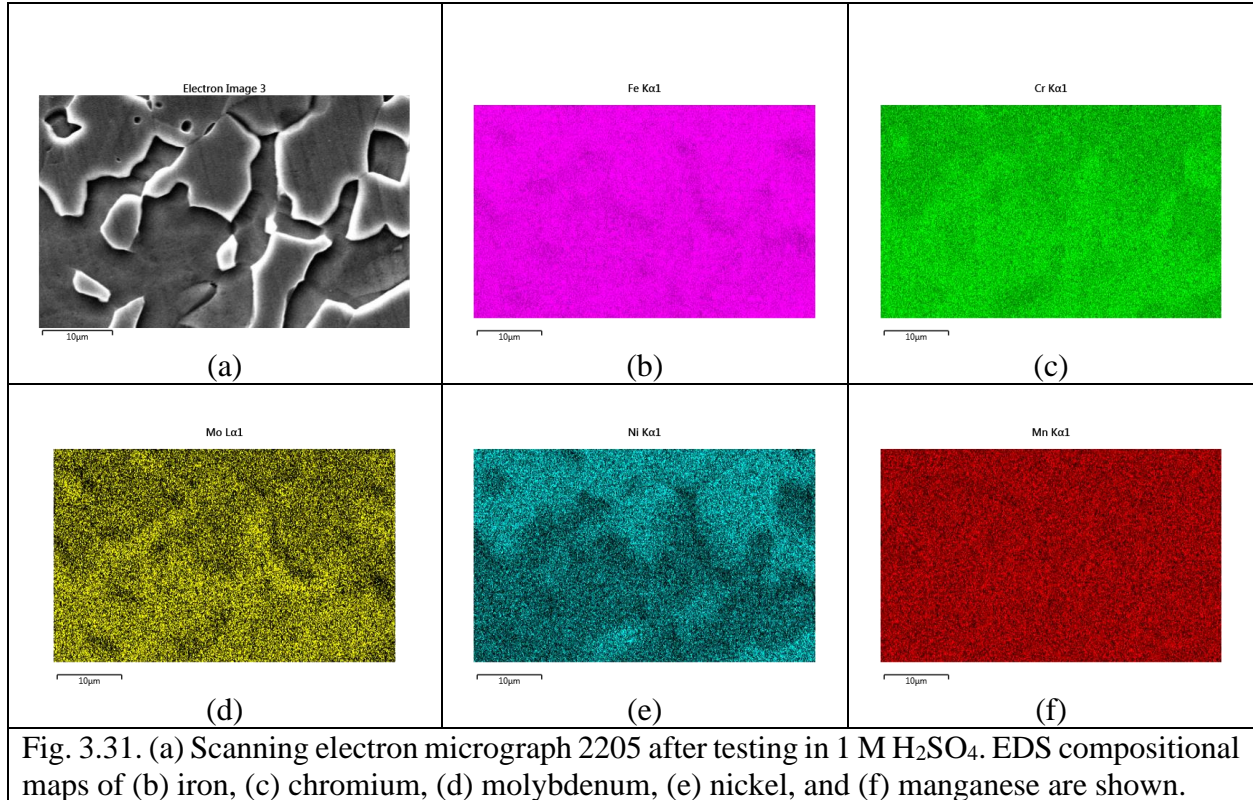 Electron Image 3
10µm
(a)
Fe Kα1
10µm
(b)
Cr Kα1
10µm
(c)
Mo Lα1
10µm
(d)
Ni Kα1
10µm
(e)
Mn Kα1
10µm
(f)
Fig. 3.31. (a) Scanning electron micrograph 2205 after testing in 1 M H₂SO₄. EDS compositional
maps of (b) iron, (c) chromium, (d) molybdenum, (e) nickel, and (f) manganese are shown.